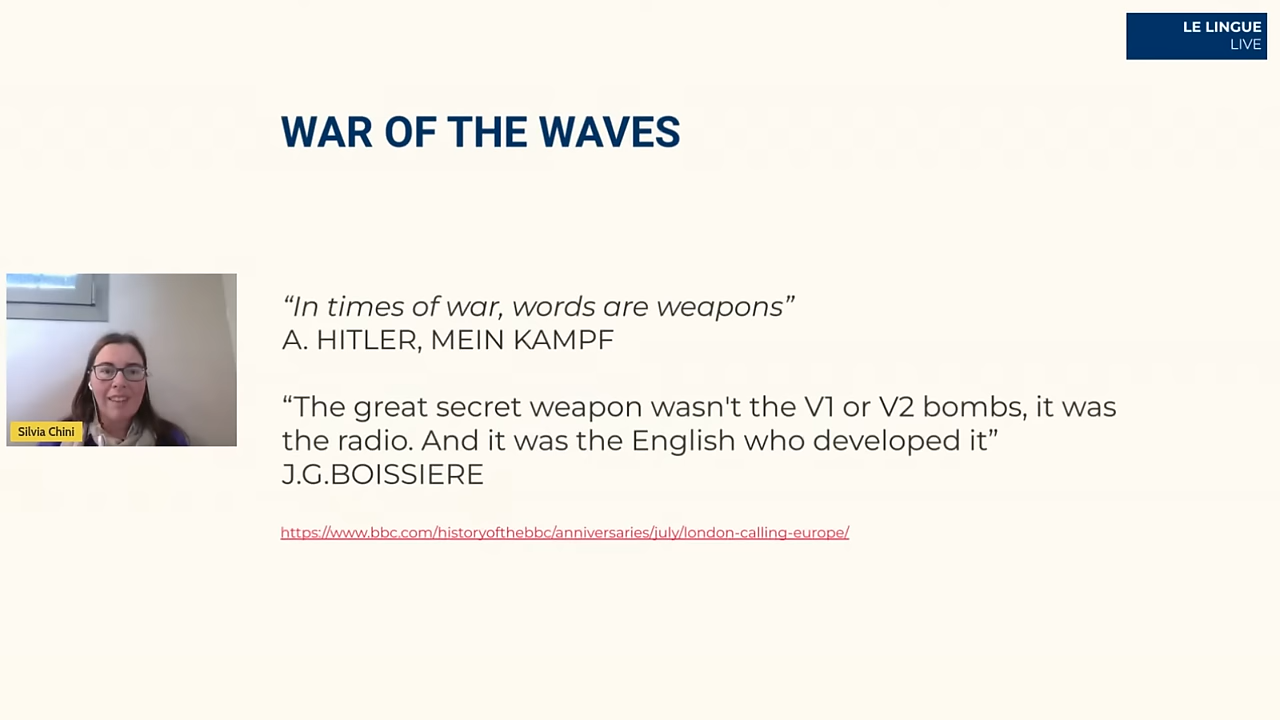 LE LINGUE
LIVE
WAR OF THE WAVES
“In times of war, words are weapons”
A. HITLER, MEIN KAMPF
“The great secret weapon wasn't the V1 or V2 bombs, it was
the radio. And it was the English who developed it”
J.G.BOISSIERE
Silvia Chini
https://www.bbc.com/historyofthebbc/anniversaries/july/london-calling-europe/